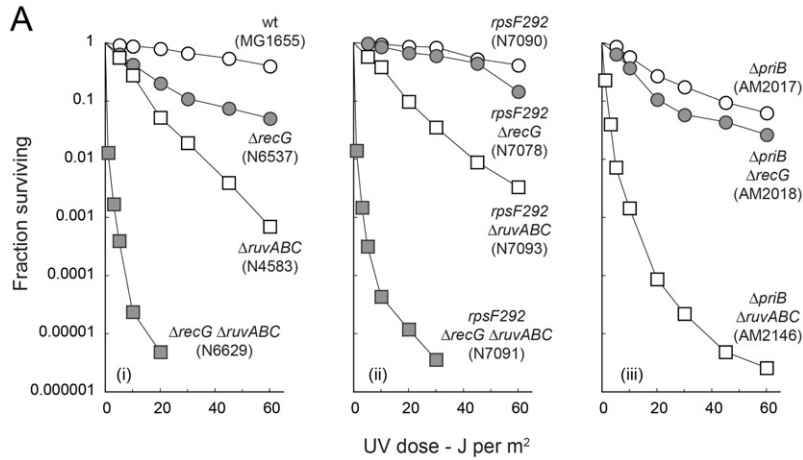 A
wt
(MG1655)
ΔrecG
(N6537)
ΔruvABC
(N4583)
ΔrecG ΔruvABC
(N6629)
(i)
rpsF292
(N7090)
rpsF292
ΔrecG
(N7078)
rpsF292
ΔruvABC
(N7093)
rpsF292
ΔrecG ΔruvABC
(N7091)
(ii)
ΔpriB
(AM2017)
ΔpriB
ΔrecG
(AM2018)
ΔpriB
ΔruvABC
(AM2146)
(iii)
Fraction surviving
1
0.1
0.01
0.001
0.0001
0.00001
0.000001
0 20 40 60
0 20 40 60
0 20 40 60
UV dose - J per m²